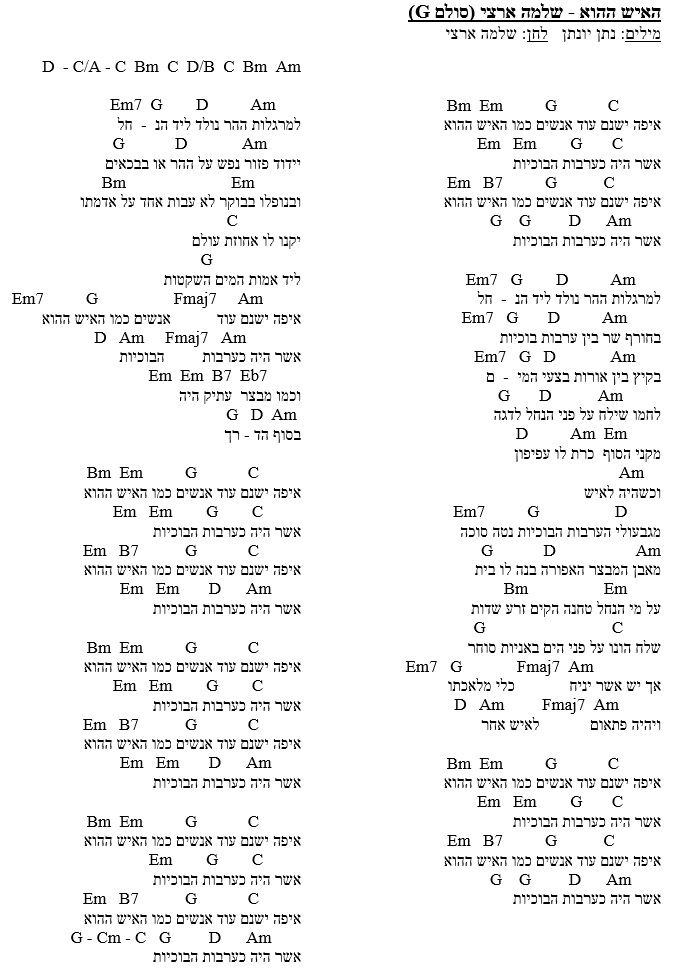 האיש ההוא - שלמה ארצי (סולם G)
מילים: נתן יונתן לחן: שלמה ארצי
Bm Em G C
איפה ישנם עוד אנשים כמו האיש ההוא
Em Em G C
אשר היה כערבות הבוכיות
Em B7 G C
איפה ישנם עוד אנשים כמו האיש ההוא
G G D Am
אשר היה כערבות הבוכיות
Em7 G D Am
למרגלות ההר נולד ליד הנ - חל
Em7 G D Am
בחורף שר בין ערבות בוכיות
Em7 G D Am
בקיץ בין אורות בצעי המי - ם
G D Am
לחמו שילח על פני הנחל לדגה
D Am Em
מקני הסוף כרת לו עפיפון
Am
וכשהיה לאיש
Em7 G D
מגבעולי הערבות הבוכיות נטה סוכה
G D Am
מאבן המבצר האפורה בנה לו בית
Bm Em
על מי הנחל טחנה הקים זרע שדות
G C
שלח הונו על פני הים באניות סוחר
Em7 G Fmaj7 Am
אך יש אשר יניח כלי מלאכתו
D Am Fmaj7 Am
ויהיה פתאום לאיש אחר
Bm Em G C
איפה ישנם עוד אנשים כמו האיש ההוא
Em Em G C
אשר היה כערבות הבוכיות
Em B7 G C
איפה ישנם עוד אנשים כמו האיש ההוא
G G D Am
אשר היה כערבות הבוכיות
D - C/A - C Bm C D/B C Bm Am
Em7 G D Am
למרגלות ההר נולד ליד הנ - חל
G D Am
יידוד פזור נפש על ההר או בבכאים
Bm Em
ובנופלו בבוקר לא עבות אחד על אדמתו
C
יקנו לו אחוזת עולם
G
ליד אמות המים השקטות
Em7 G Fmaj7 Am
איפה ישנם עוד אנשים כמו האיש ההוא
D Am Fmaj7 Am
אשר היה כערבות הבוכיות
Em Em B7 Eb7
וכמו מבצר עתיק היה
G D Am
בסוף הד - רך
Bm Em G C
איפה ישנם עוד אנשים כמו האיש ההוא
Em Em G C
אשר היה כערבות הבוכיות
Em B7 G C
איפה ישנם עוד אנשים כמו האיש ההוא
Em Em D Am
אשר היה כערבות הבוכיות
Bm Em G C
איפה ישנם עוד אנשים כמו האיש ההוא
Em Em G C
אשר היה כערבות הבוכיות
Em B7 G C
איפה ישנם עוד אנשים כמו האיש ההוא
Em Em D Am
אשר היה כערבות הבוכיות
Bm Em G C
איפה ישנם עוד אנשים כמו האיש ההוא
Em G C
אשר היה כערבות הבוכיות
Em B7 G C
איפה ישנם עוד אנשים כמו האיש ההוא
G - Cm - C G D Am
אשר היה כערבות הבוכיות